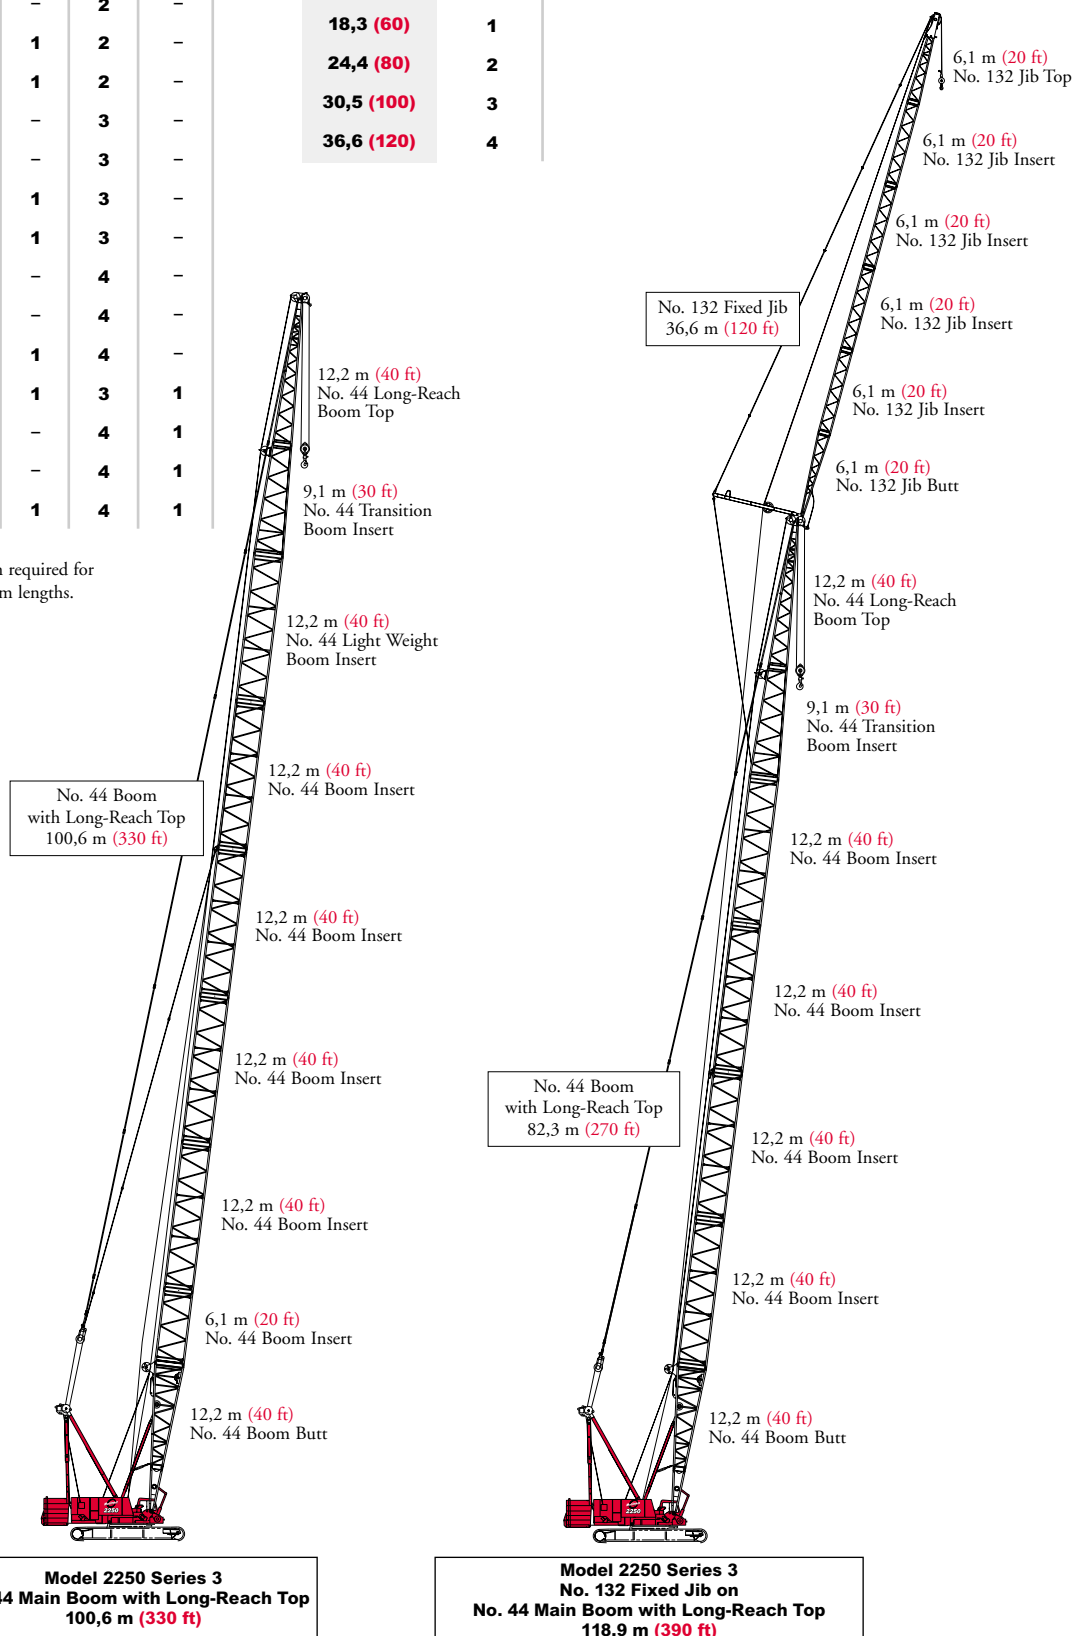 – 2 –
1 2 –
1 2 –
– 3 –
– 3 –
1 3 –
1 3 –
– 4 –
– 4 –
1 4 –
1 3 1
– 4 1
– 4 1
1 4 1
required for
m lengths.
18,3 (60) 1
24,4 (80) 2
30,5 (100) 3
36,6 (120) 4
12,2 m (40 ft)
No. 44 Long-Reach
Boom Top
9,1 m (30 ft)
No. 44 Transition
Boom Insert
12,2 m (40 ft)
No. 44 Light Weight
Boom Insert
12,2 m (40 ft)
No. 44 Boom Insert
No. 44 Boom
with Long-Reach Top
100,6 m (330 ft)
12,2 m (40 ft)
No. 44 Boom Insert
12,2 m (40 ft)
No. 44 Boom Insert
12,2 m (40 ft)
No. 44 Boom Insert
6,1 m (20 ft)
No. 44 Boom Insert
12,2 m (40 ft)
No. 44 Boom Butt
2250
Model 2250 Series 3
44 Main Boom with Long-Reach Top
100,6 m (330 ft)
6,1 m (20 ft)
No. 132 Jib Top
6,1 m (20 ft)
No. 132 Jib Insert
6,1 m (20 ft)
No. 132 Jib Insert
No. 132 Fixed Jib
36,6 m (120 ft)
6,1 m (20 ft)
No. 132 Jib Insert
6,1 m (20 ft)
No. 132 Jib Insert
6,1 m (20 ft)
No. 132 Jib Butt
12,2 m (40 ft)
No. 44 Long-Reach
Boom Top
9,1 m (30 ft)
No. 44 Transition
Boom Insert
12,2 m (40 ft)
No. 44 Boom Insert
12,2 m (40 ft)
No. 44 Boom Insert
No. 44 Boom
with Long-Reach Top
82,3 m (270 ft)
12,2 m (40 ft)
No. 44 Boom Insert
12,2 m (40 ft)
No. 44 Boom Insert
12,2 m (40 ft)
No. 44 Boom Butt
2250
Model 2250 Series 3
No. 132 Fixed Jib on
No. 44 Main Boom with Long-Reach Top
118,9 m (390 ft)